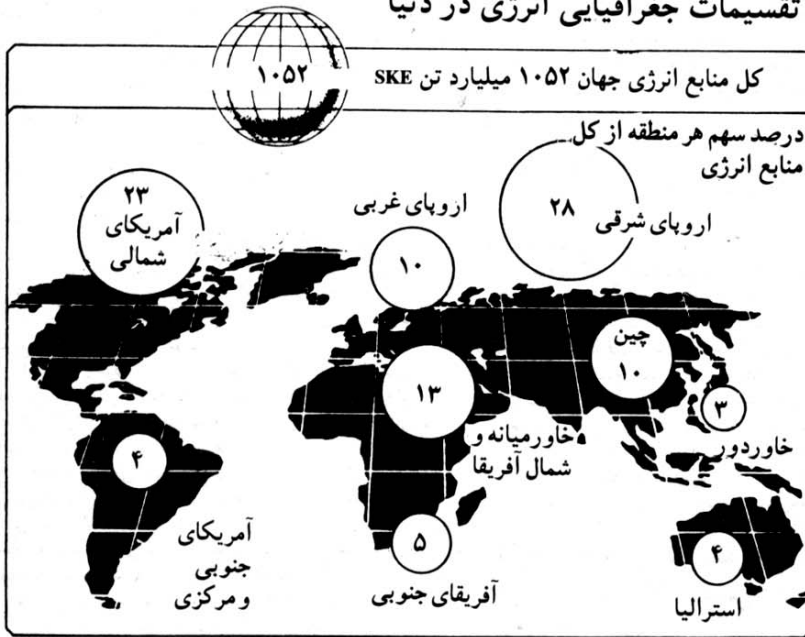 تقسیمات جغرافیایی انرژی در دنیا
۱۰۵۲
کل منابع انرژی جهان ۱۰۵۲ میلیارد تن SKE
درصد سهم هر منطقه از کل
منابع انرژی
۲۳
آمریکای
شمالی
اروپای غربی
۱۰
۲۸
اروپای شرقی
چین
۱۰
۱۳
۳
خاوردور
خاورمیانه و
شمال آفریقا
۴
آمریکای
جنوبی
و مرکزی
۵
آفریقای جنوبی
۴
استرالیا